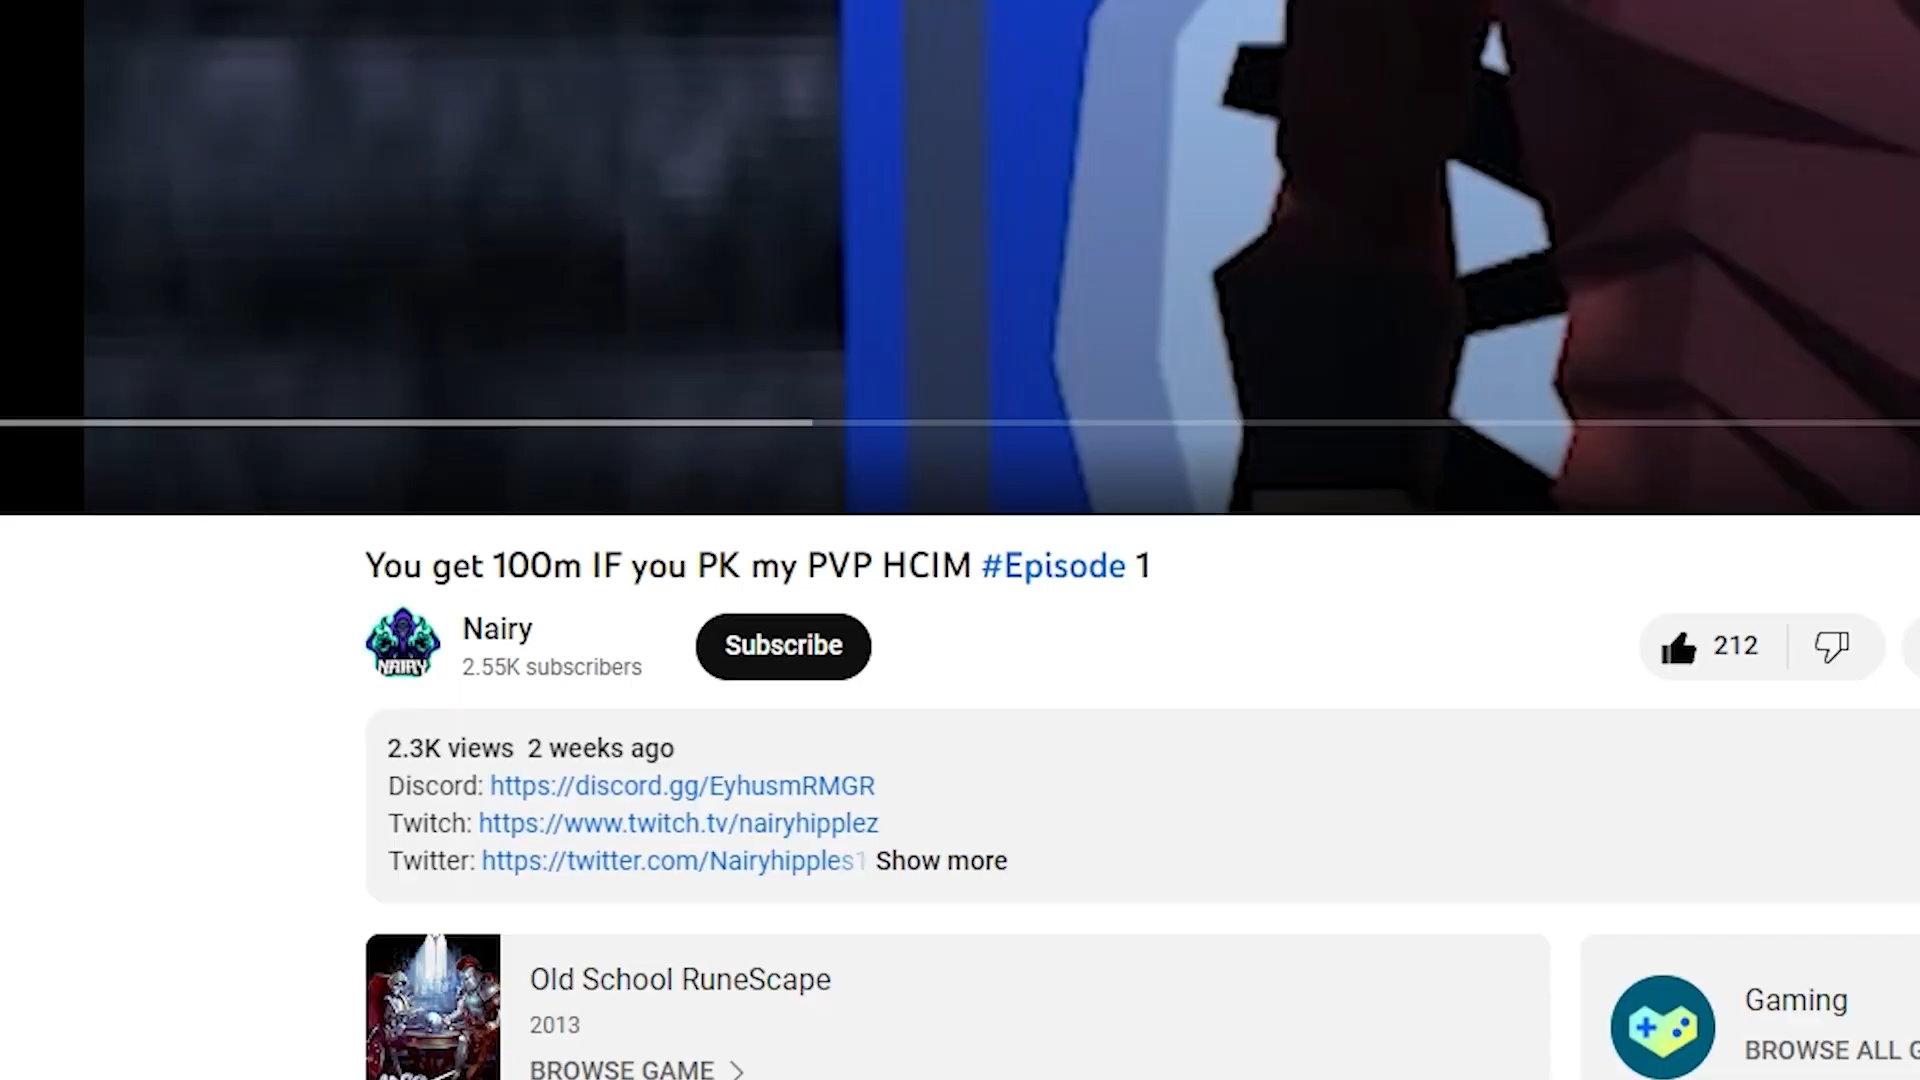 You get 100m IF you PK my PVP HCIM #Episode 1
NAIRY
Nairy
2.55K subscribers
Subscribe
212
2.3K views 2 weeks ago
Discord: https://discord.gg/EyhusmRMGR
Twitch: https://www.twitch.tv/nairyhipplez
Twitter: https://twitter.com/Nairyhipples1 Show more
Old School RuneScape
2013
BROWSE GAME
Gaming
BROWSE ALL G